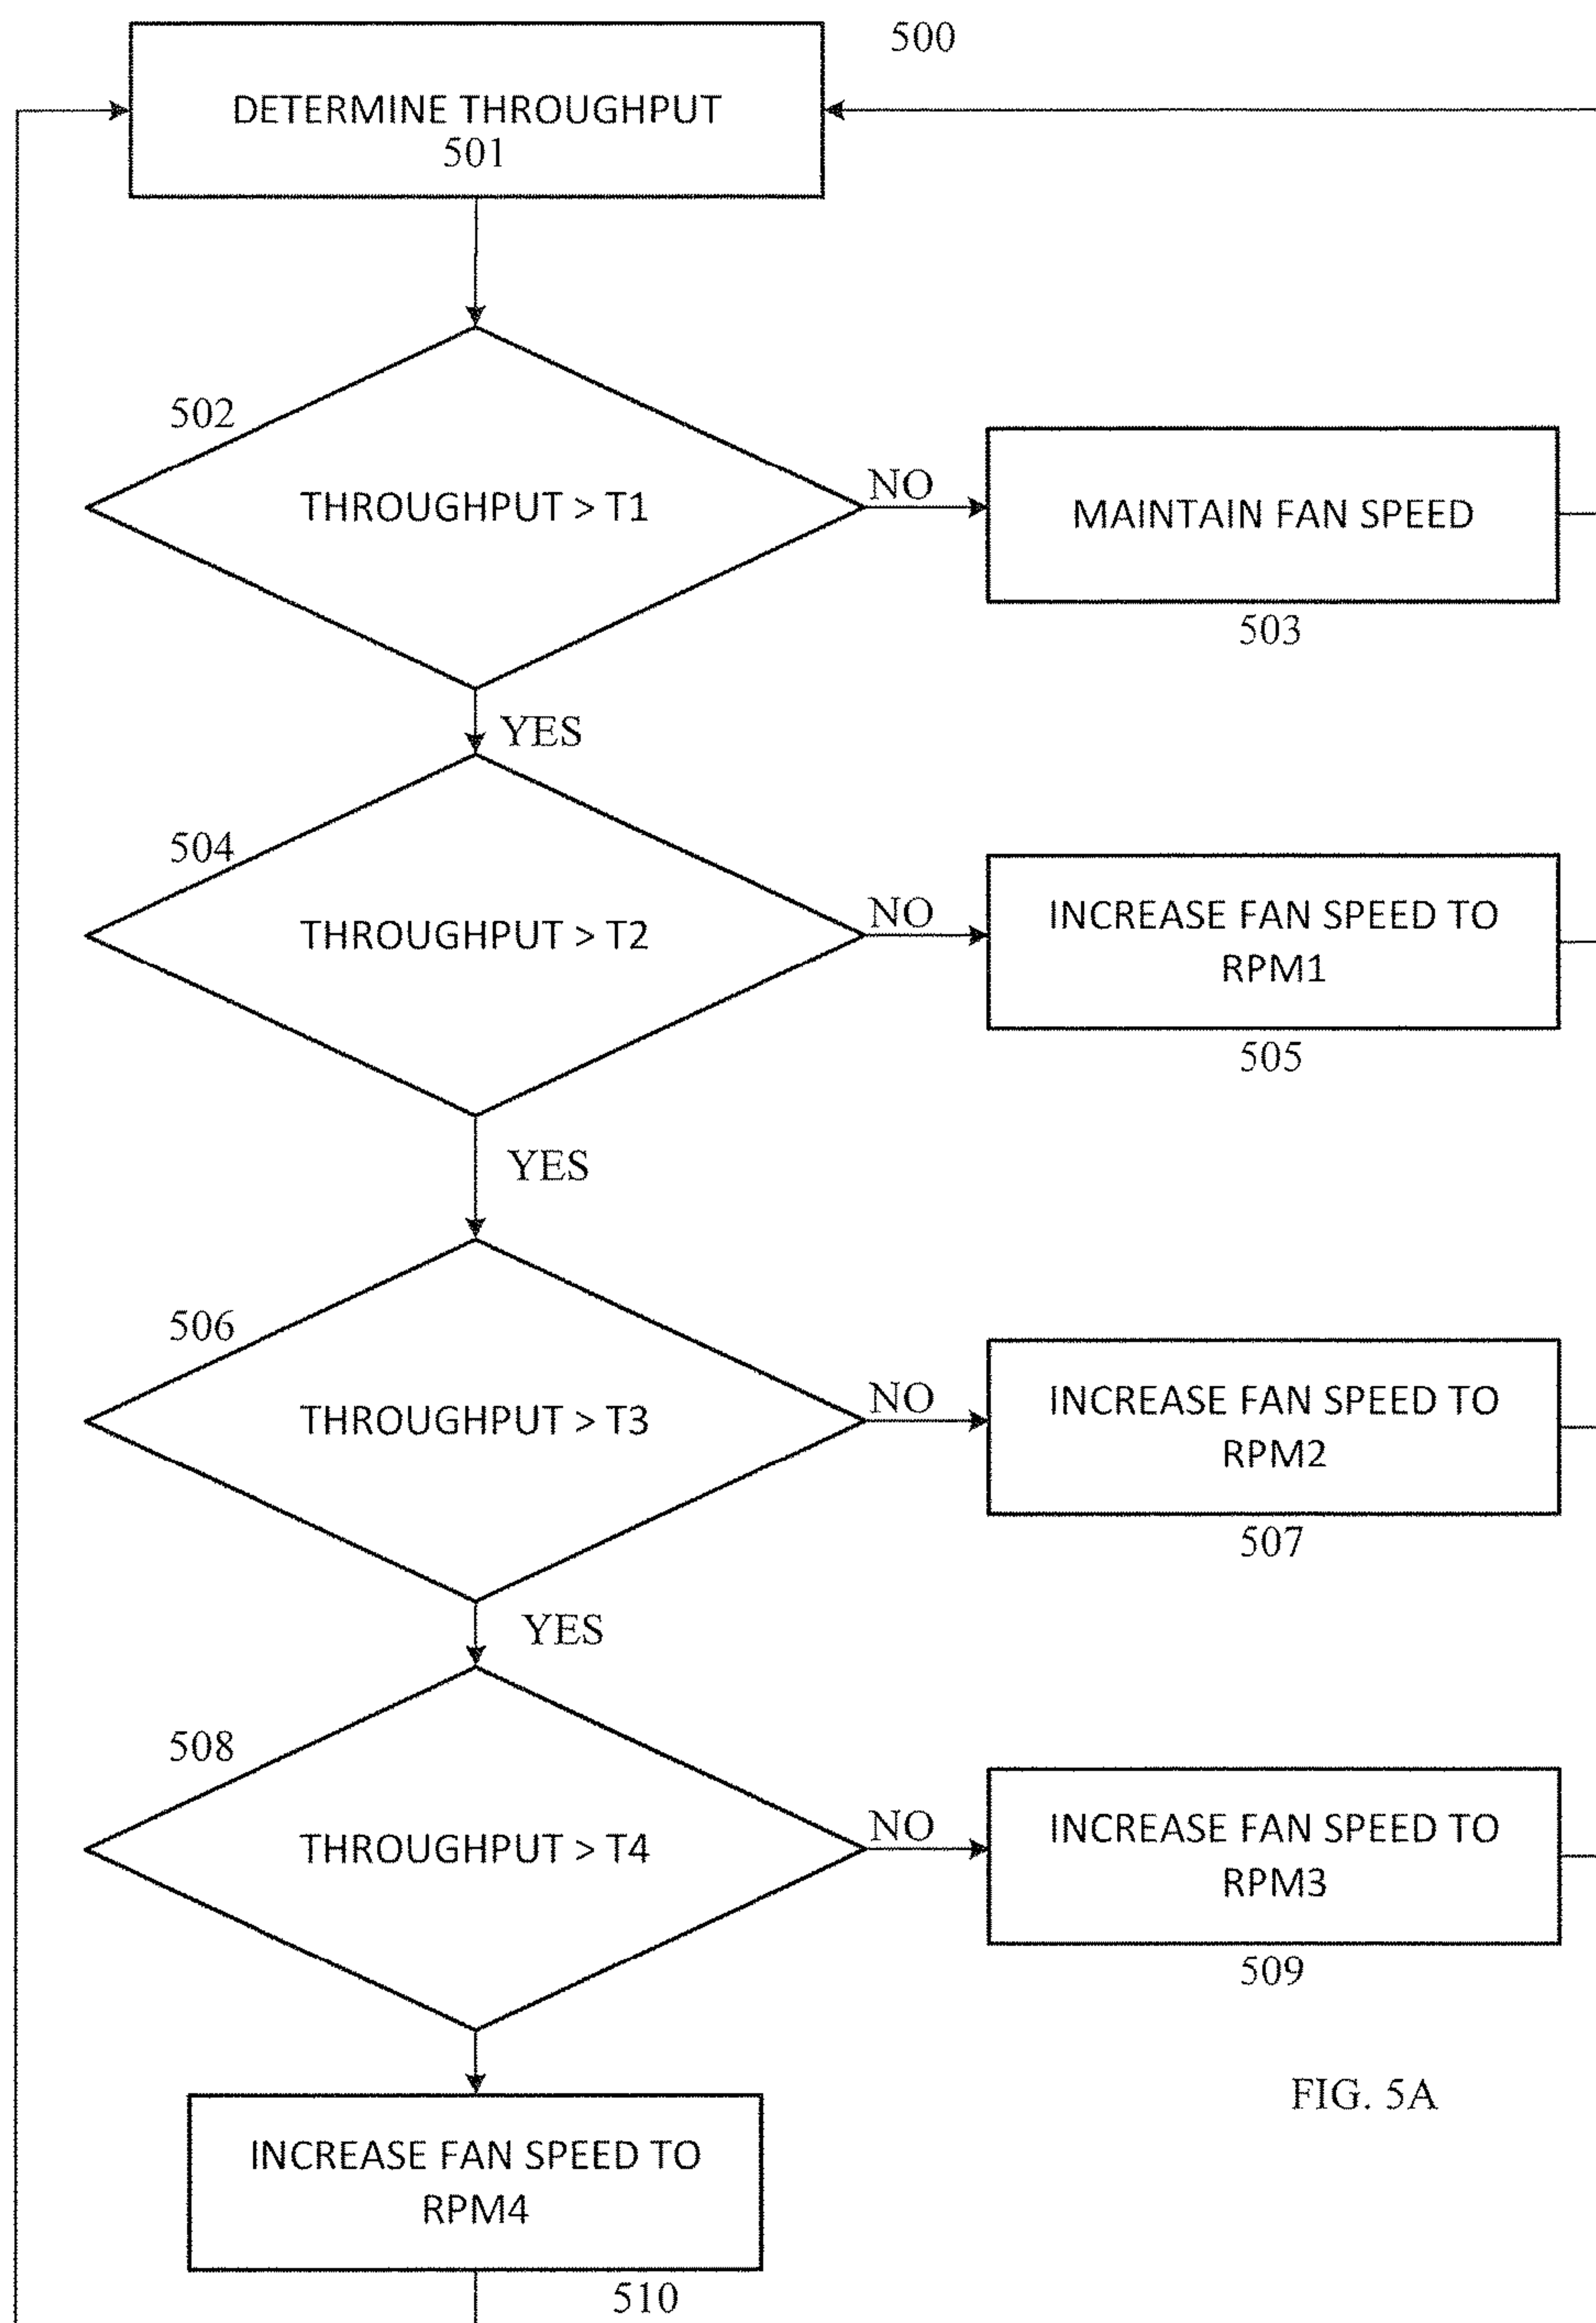 500
DETERMINE THROUGHPUT
501
502
THROUGHPUT > T1
NO
MAINTAIN FAN SPEED
503
YES
504
THROUGHPUT > T2
NO
INCREASE FAN SPEED TO
RPM1
505
YES
506
THROUGHPUT > T3
NO
INCREASE FAN SPEED TO
RPM2
507
YES
508
THROUGHPUT > T4
NO
INCREASE FAN SPEED TO
RPM3
509
FIG. 5A
INCREASE FAN SPEED TO
RPM4
510